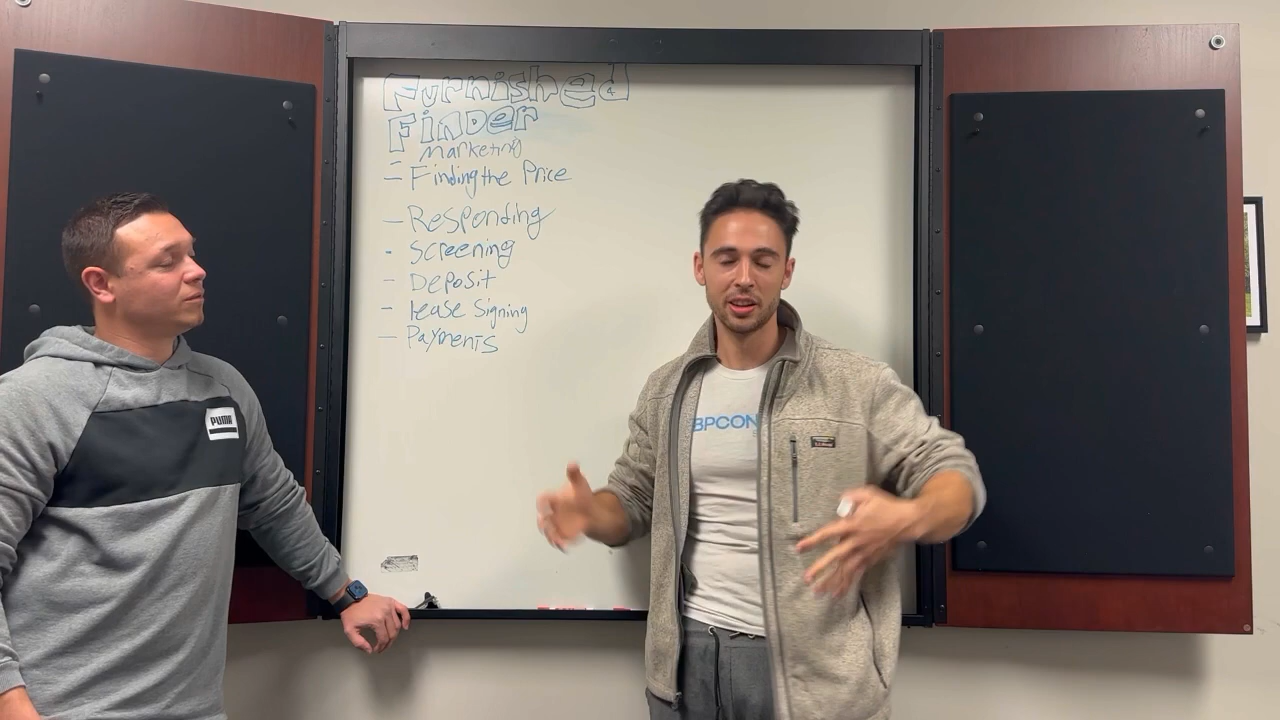 Furnished
Finder
Marketing
- Finding the Price
- Responding
- Screening
- Deposit
- Lease Signing
- Payments
PUMA
BPCON